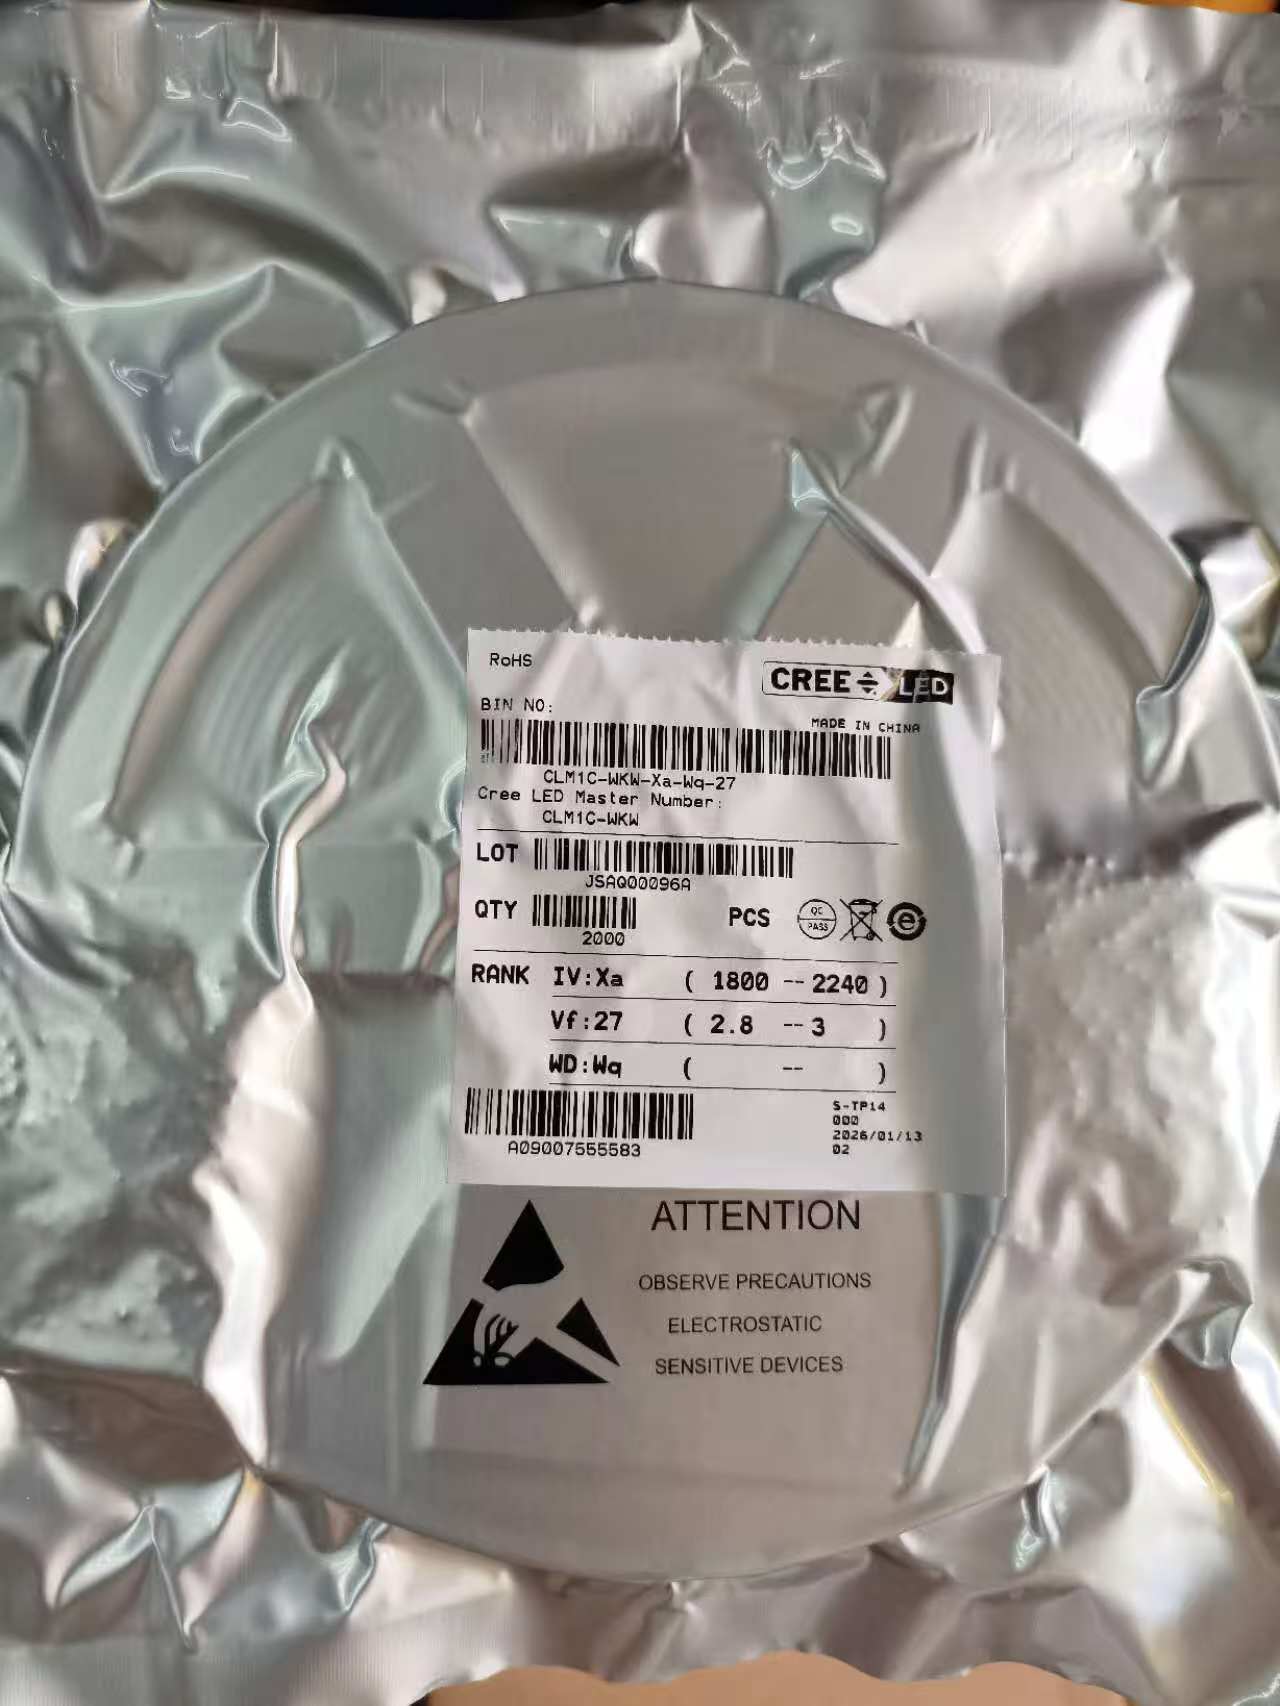 RoHS
CREE LED
BIN NO:
MADE IN CHINA
CLM1C-WKW-Xa-Wq-27
Cree LED Master Number:
CLM1C-WKW
LOT
JSAQ00096A
QTY
2000
PCS
QC
PASS
e
RANK IV:Xa ( 1800 -- 2240 )
Vf:27 ( 2.8 -- 3 )
WD:Wq ( -- )
A09007555583
S-TP14
000
2026/01/13
02
ATTENTION
OBSERVE PRECAUTIONS
ELECTROSTATIC
SENSITIVE DEVICES